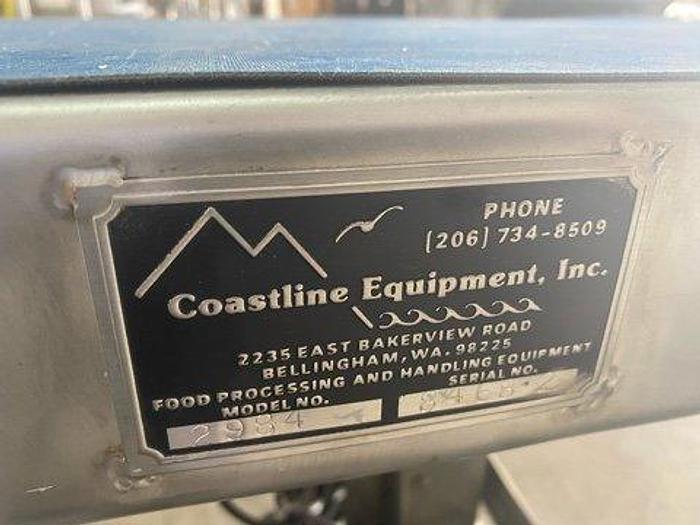 PHONE
(206) 734-8509
Coastline Equipment, Inc.
2235 EAST BAKERVIEW ROAD
BELLINGHAM, WA. 98225
FOOD PROCESSING AND HANDLING EQUIPMENT
MODEL NO.
SERIAL NO.
2984